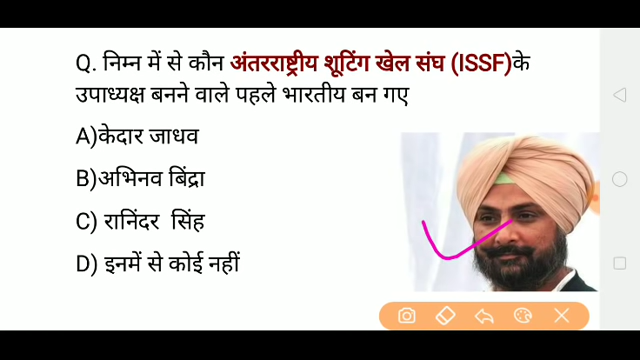 Q. निम्न में से कौन अंतरराष्ट्रीय शूटिंग खेल संघ (ISSF)के
उपाध्यक्ष बनने वाले पहले भारतीय बन गए
A)केदार जाधव
B)अभिनव बिंद्रा
C) रानिंदर सिंह
D) इनमें से कोई नहीं